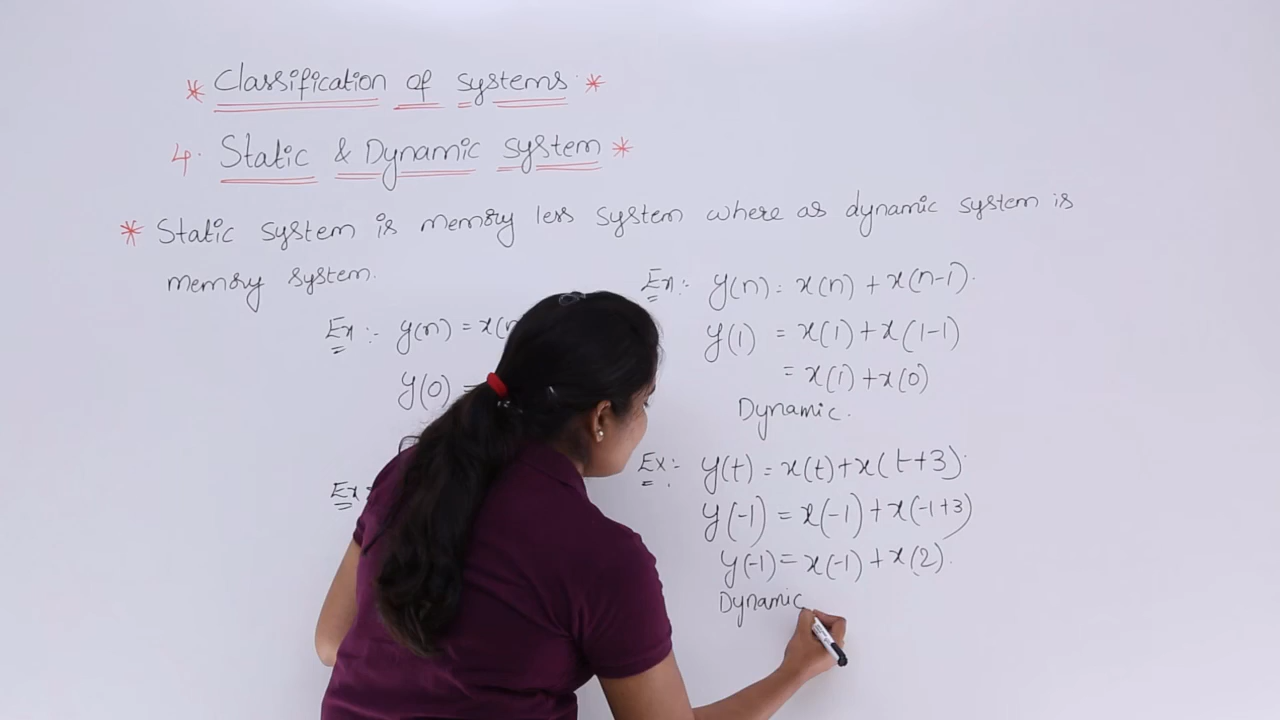 * Classification of systems *
4. Static & Dynamic system *
* Static system is memory less system where as dynamic system is
memory system.
Ex :- y(n) = x(n
y(0) =
Ex
Ex:- y(n) = x(n) + x(n-1).
y(1) = x(1) + x(1-1)
= x(1) + x(0)
Dynamic.
Ex:- y(t) = x(t) + x(t+3).
y(-1) = x(-1) + x(-1+3)
y(-1) = x(-1) + x(2).
Dynamic